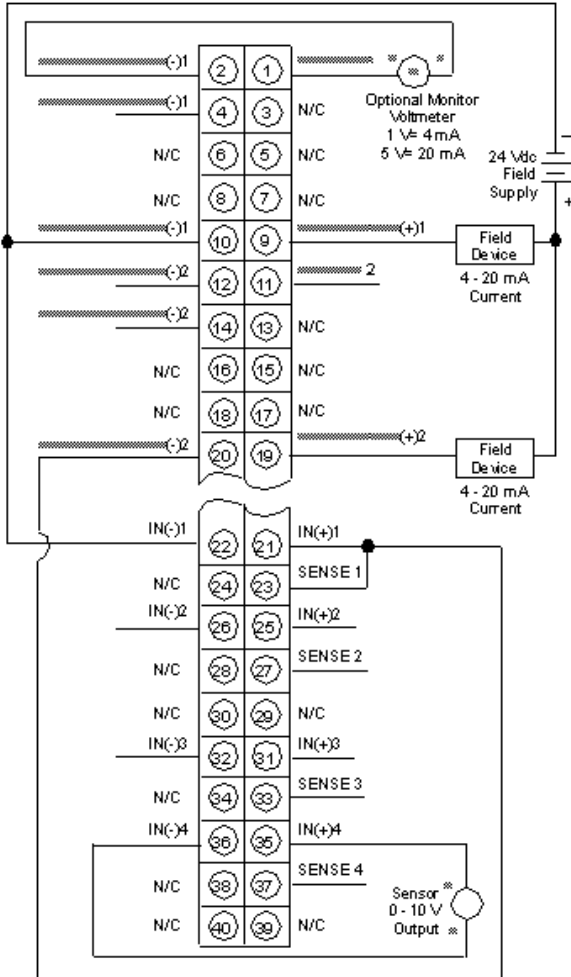 (-)1 2 1
Optional Monitor
Voltmeter
1 V= 4 mA
5 V= 20 mA
(-)1 4 3 N/C
N/C 6 5 N/C
24 Vdc
Field
Supply
-
+
N/C 8 7 N/C
(-)1 10 9 (+)1
Field
Device
4 - 20 mA
Current
(-)2 12 11 2
(-)2 14 13 N/C
N/C 16 15 N/C
N/C 18 17 N/C
(-)2 20 19 (+)2
Field
Device
4 - 20 mA
Current
IN(-)1 22 21 IN(+)1
N/C 24 23 SENSE 1
IN(-)2 26 25 IN(+)2
N/C 28 27 SENSE 2
N/C 30 29 N/C
IN(-)3 32 31 IN(+)3
N/C 34 33 SENSE 3
IN(-)4 36 35 IN(+)4
N/C 38 37 SENSE 4
Sensor
0 - 10 V
Output
N/C 40 39 N/C